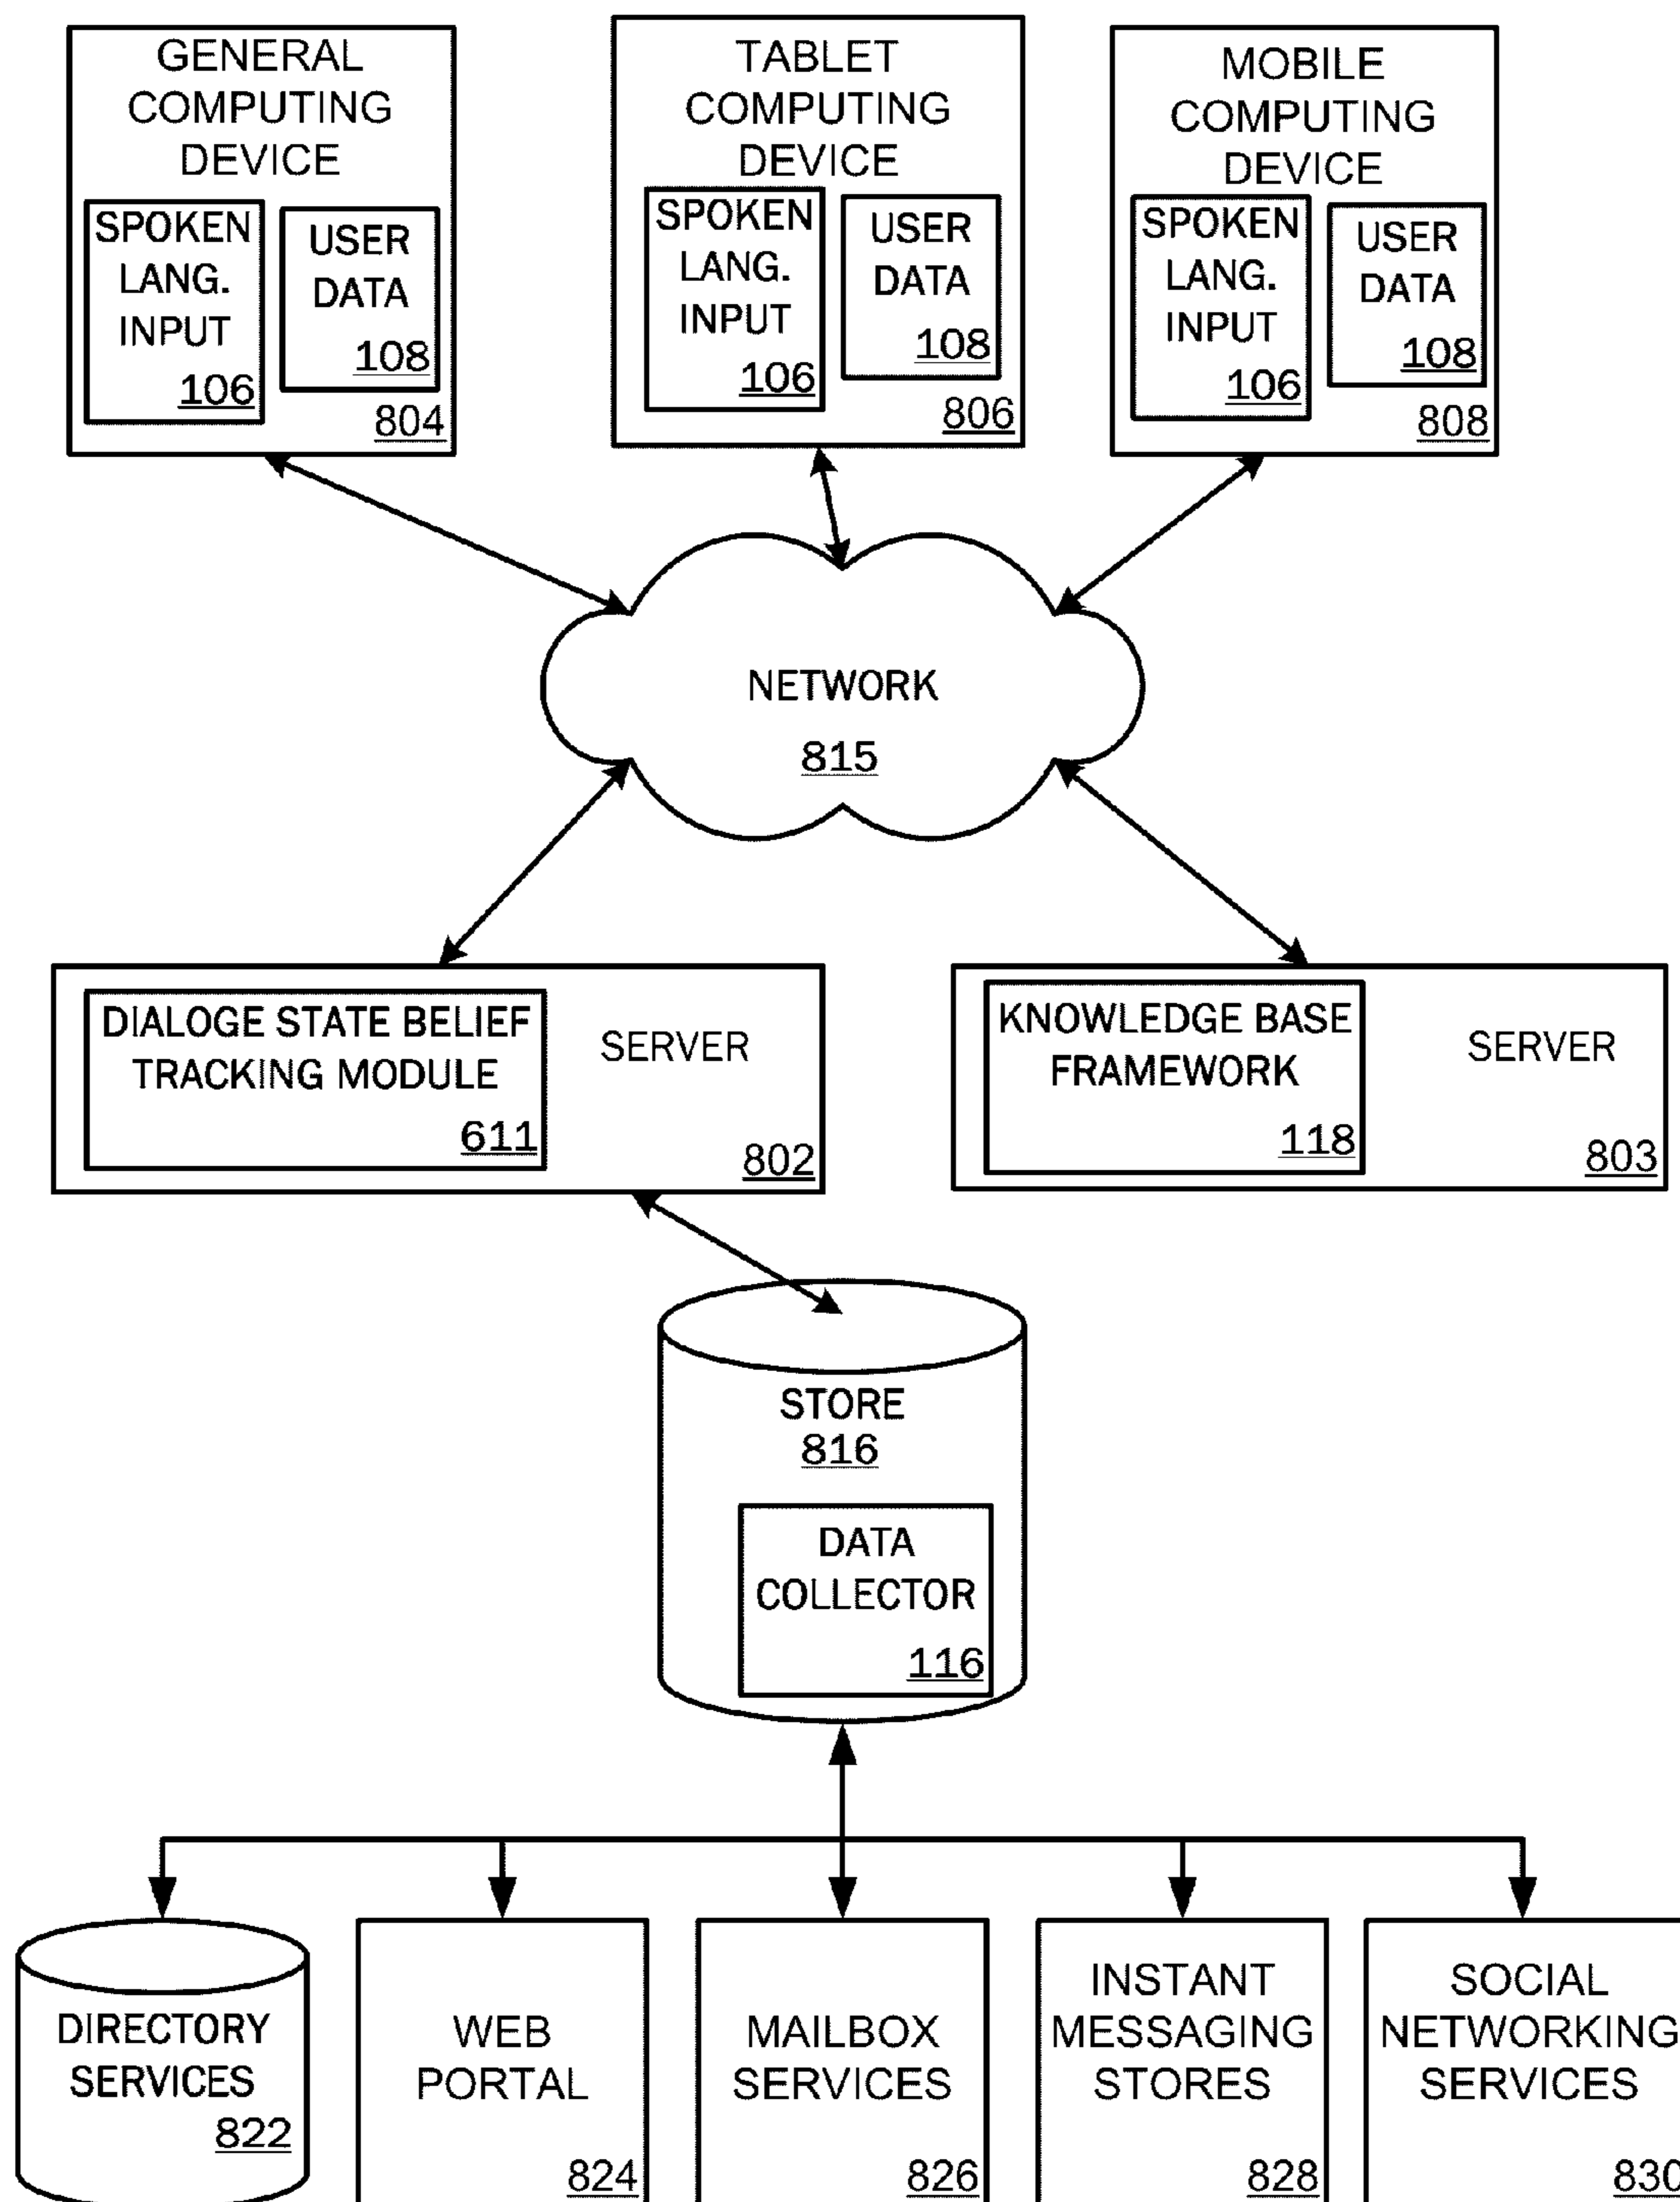 GENERAL
COMPUTING
DEVICE
SPOKEN
LANG.
INPUT
106
USER
DATA
108
804
TABLET
COMPUTING
DEVICE
SPOKEN
LANG.
INPUT
106
USER
DATA
108
806
MOBILE
COMPUTING
DEVICE
SPOKEN
LANG.
INPUT
106
USER
DATA
108
808
NETWORK
815
DIALOGE STATE BELIEF
TRACKING MODULE
611
SERVER
802
KNOWLEDGE BASE
FRAMEWORK
118
SERVER
803
STORE
816
DATA
COLLECTOR
116
DIRECTORY
SERVICES
822
WEB
PORTAL
824
MAILBOX
SERVICES
826
INSTANT
MESSAGING
STORES
828
SOCIAL
NETWORKING
SERVICES
830